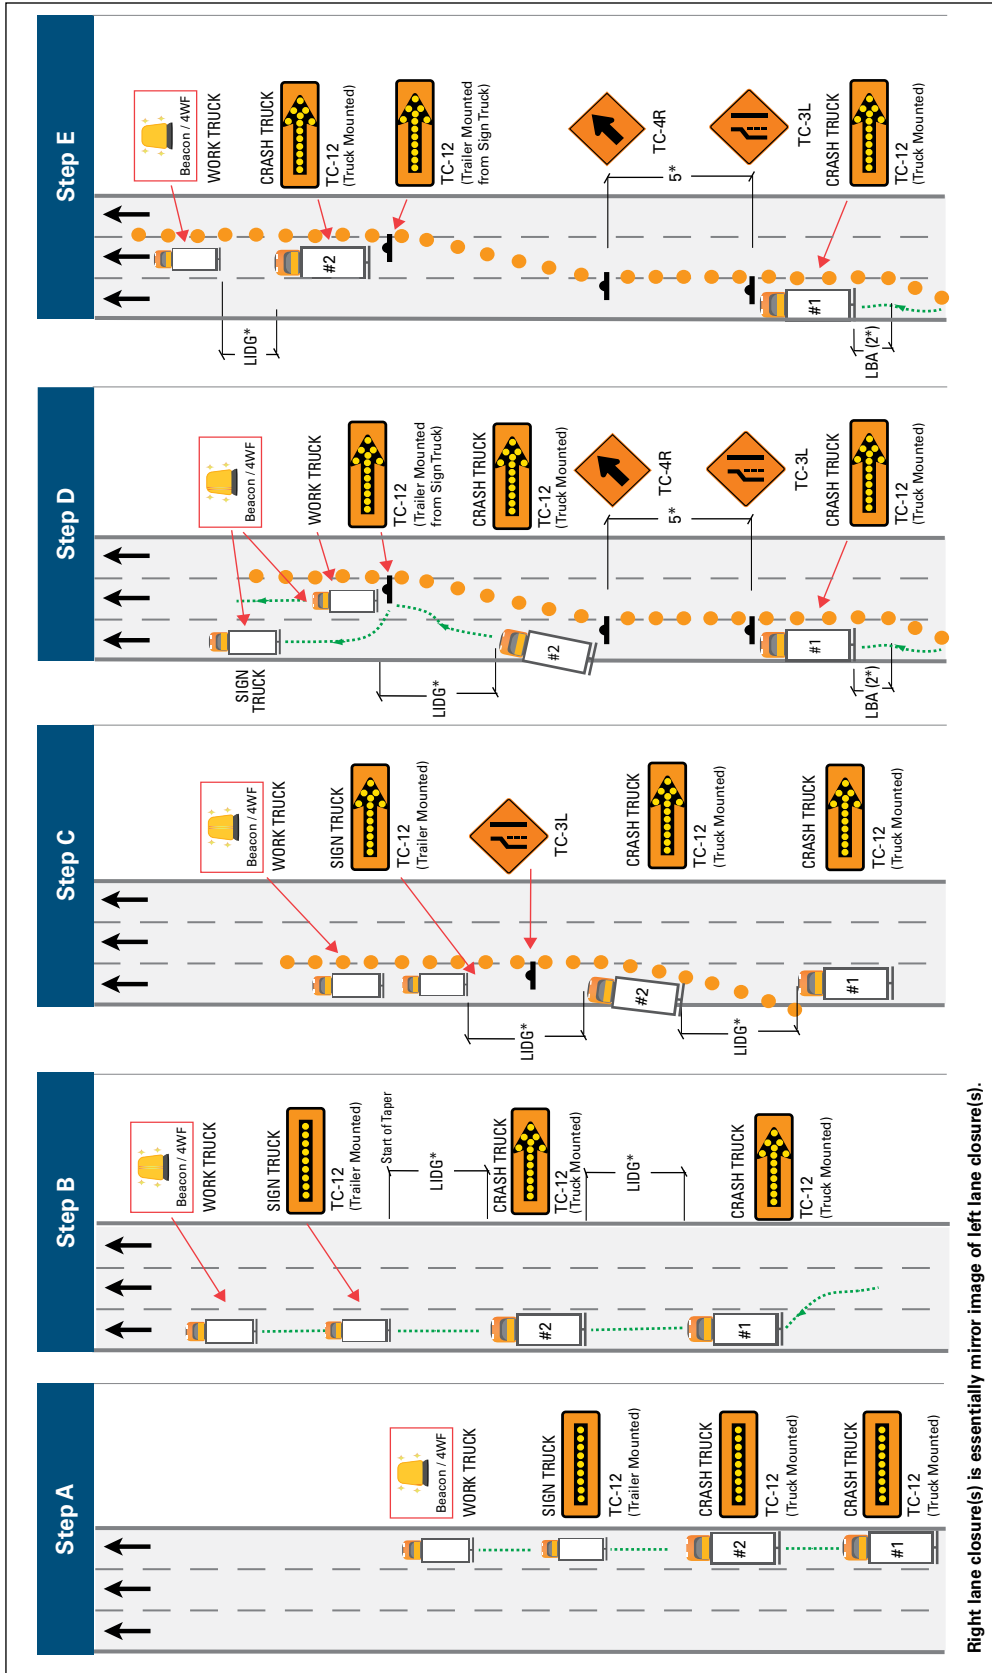 Step A
Beacon / 4WF
WORK TRUCK
SIGN TRUCK
TC-12
(Trailer Mounted)
CRASH TRUCK
TC-12
(Truck Mounted)
CRASH TRUCK
TC-12
(Truck Mounted)
#2
#1
Step B
Beacon / 4WF
WORK TRUCK
SIGN TRUCK
TC-12
(Trailer Mounted)
Start of Taper
LIDG*
CRASH TRUCK
TC-12
(Truck Mounted)
LIDG*
CRASH TRUCK
TC-12
(Truck Mounted)
#2
#1
Step C
Beacon / 4WF
WORK TRUCK
SIGN TRUCK
TC-12
(Trailer Mounted)
TC-3L
CRASH TRUCK
TC-12
(Truck Mounted)
CRASH TRUCK
TC-12
(Truck Mounted)
#2
#1
LIDG*
LIDG*
Step D
Beacon / 4WF
WORK TRUCK
TC-12
(Trailer Mounted
from Sign Truck)
CRASH TRUCK
TC-12
(Truck Mounted)
TC-4R
5*
TC-3L
CRASH TRUCK
TC-12
(Truck Mounted)
#2
#1
SIGN
TRUCK
LIDG*
LBA (2*)
Step E
Beacon / 4WF
WORK TRUCK
CRASH TRUCK
TC-12
(Truck Mounted)
TC-12
(Trailer Mounted
from Sign Truck)
TC-4R
5*
TC-3L
CRASH TRUCK
TC-12
(Truck Mounted)
#2
#1
LIDG*
LBA (2*)
Right lane closure(s) is essentially mirror image of left lane closure(s).